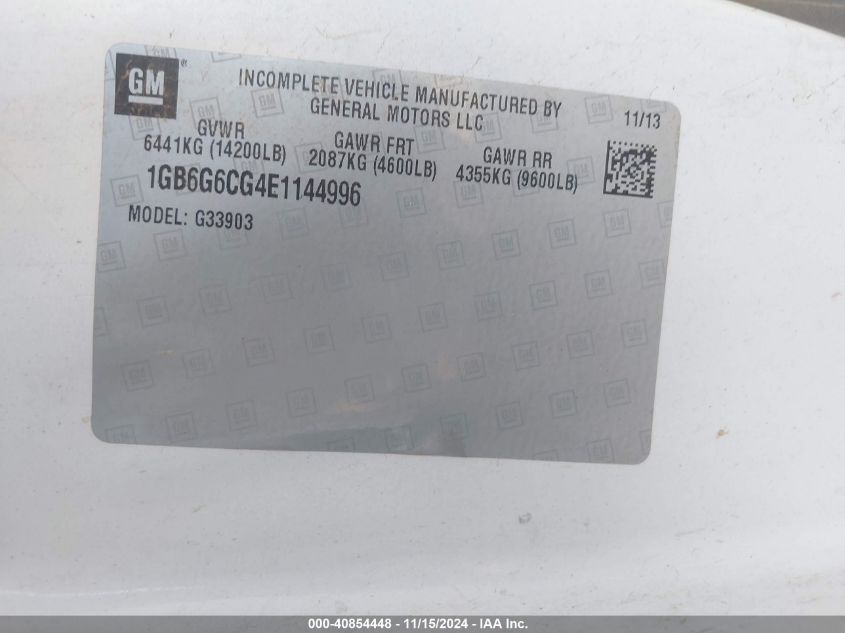 GM®
INCOMPLETE VEHICLE MANUFACTURED BY
GENERAL MOTORS LLC
11/13
GVWR
6441KG (14200LB)
GAWR FRT
2087KG (4600LB)
GAWR RR
4355KG (9600LB)
1GB6G6CG4E1144996
MODEL: G33903
000-40854448 - 11/15/2024 - IAA Inc.